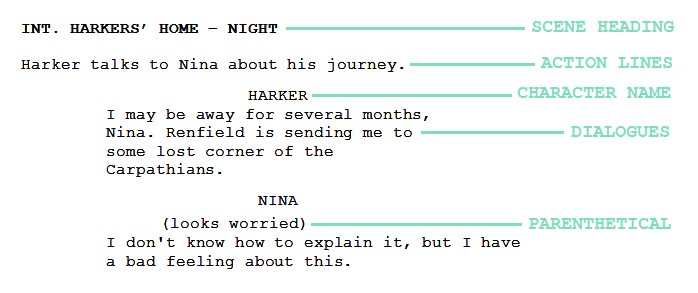 INT. HARKERS’ HOME – NIGHT SCENE HEADING
Harker talks to Nina about his journey. ACTION LINES
HARKER CHARACTER NAME
I may be away for several months,
Nina. Renfield is sending me to DIALOGUES
some lost corner of the
Carpathians.
NINA
(looks worried) PARENTHETICAL
I don't know how to explain it, but I have
a bad feeling about this.